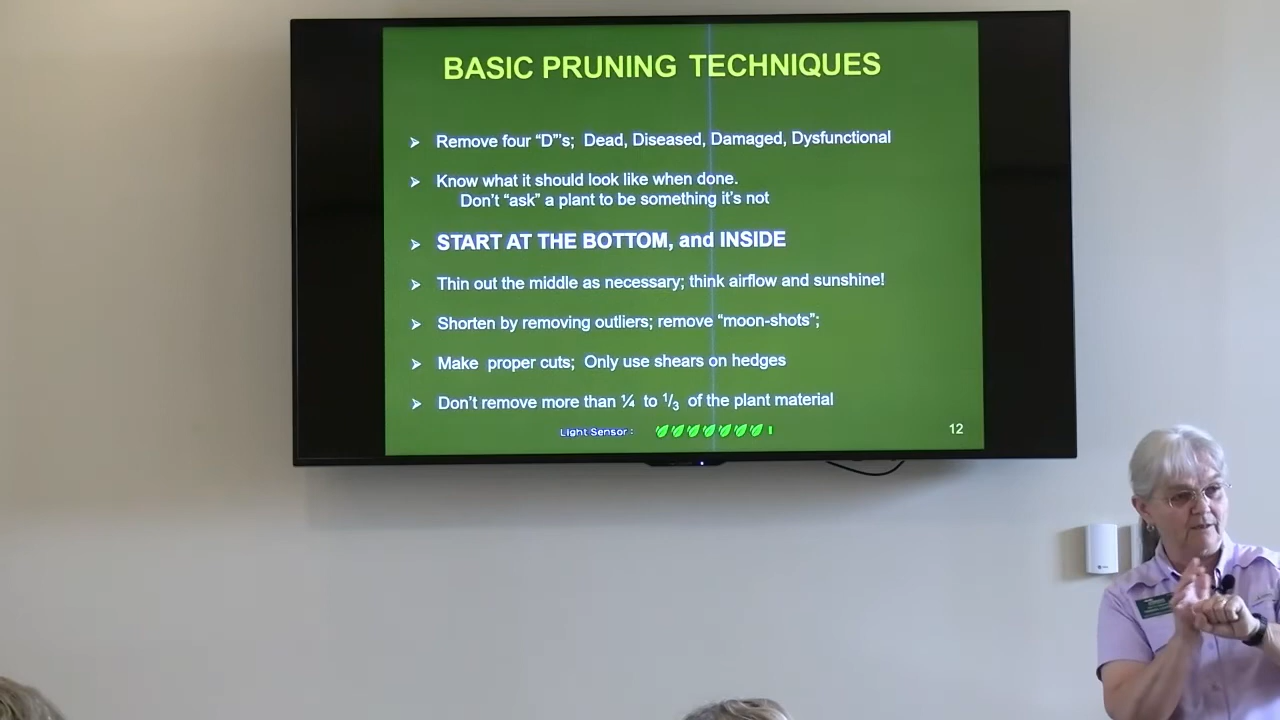 BASIC PRUNING TECHNIQUES
➢ Remove four “D”’s; Dead, Diseased, Damaged, Dysfunctional
➢ Know what it should look like when done.
Don’t “ask” a plant to be something it’s not
➢ START AT THE BOTTOM, and INSIDE
➢ Thin out the middle as necessary; think airflow and sunshine!
➢ Shorten by removing outliers; remove “moon-shots”;
➢ Make proper cuts; Only use shears on hedges
➢ Don’t remove more than ¼ to 1/3 of the plant material
Light Sensor :
12